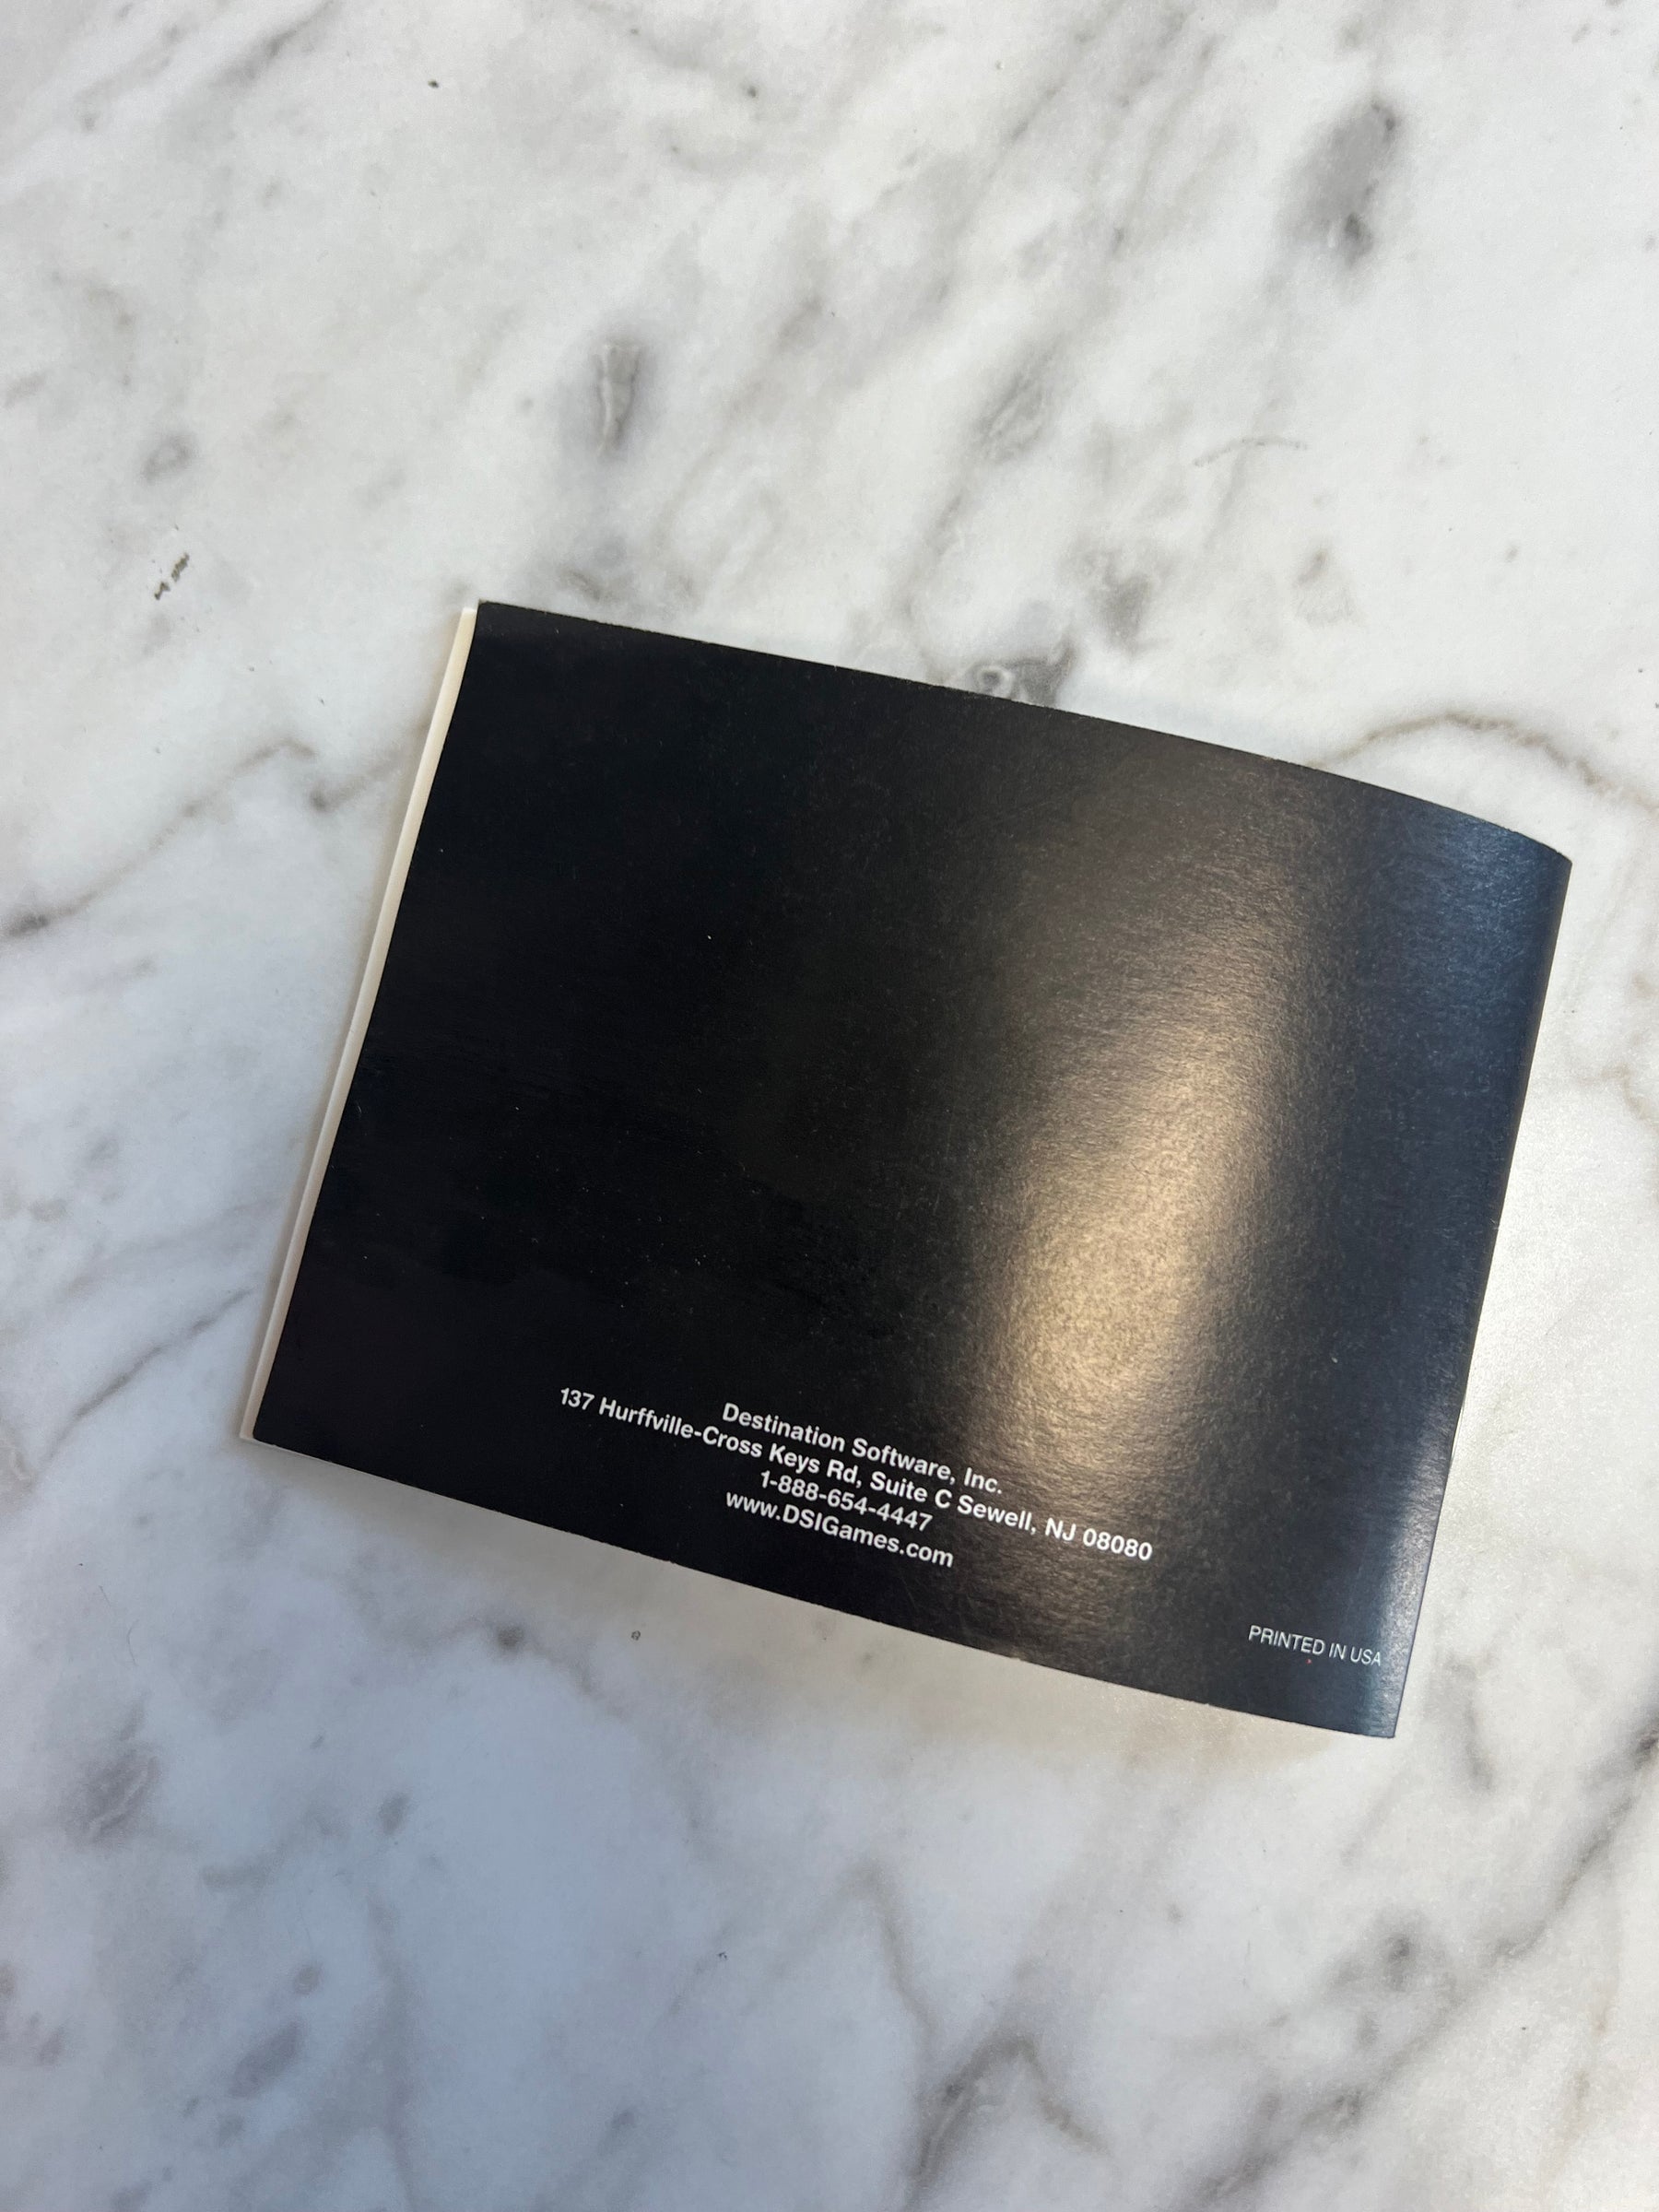 Destination Software, Inc.
137 Hurffville-Cross Keys Rd, Suite C Sewell, NJ 08080
1-888-654-4447
www.DSIGames.com
PRINTED IN USA